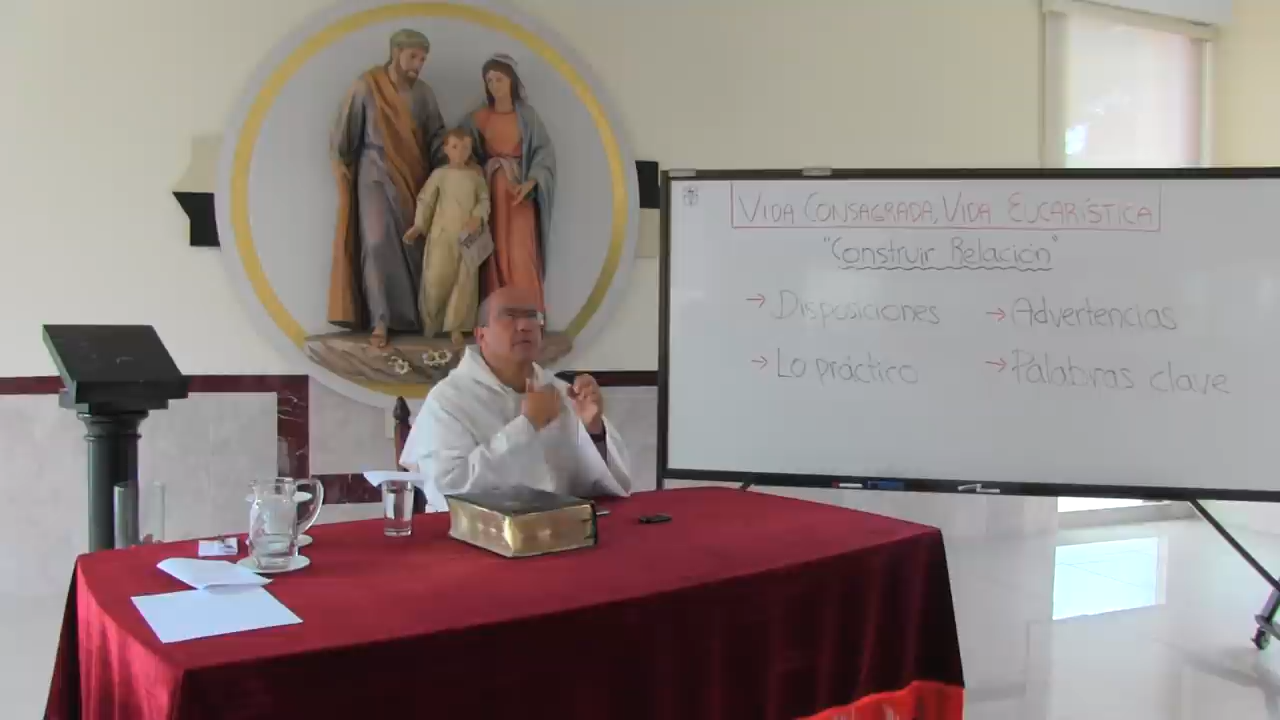 VIDA CONSAGRADA, VIDA EUCARÍSTICA
"Construir Relación"
→ Disposiciones → Advertencias
→ Lo práctico → Palabras clave